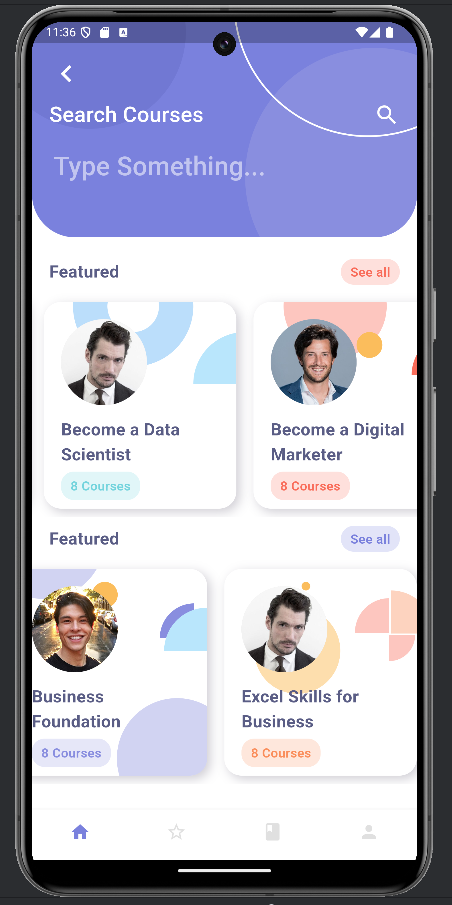 11:36
Search Courses
Type Something...
Featured
See all
Become a Data
Scientist
8 Courses
Become a Digital
Marketer
8 Courses
Featured
See all
Business
Foundation
8 Courses
Excel Skills for
Business
8 Courses